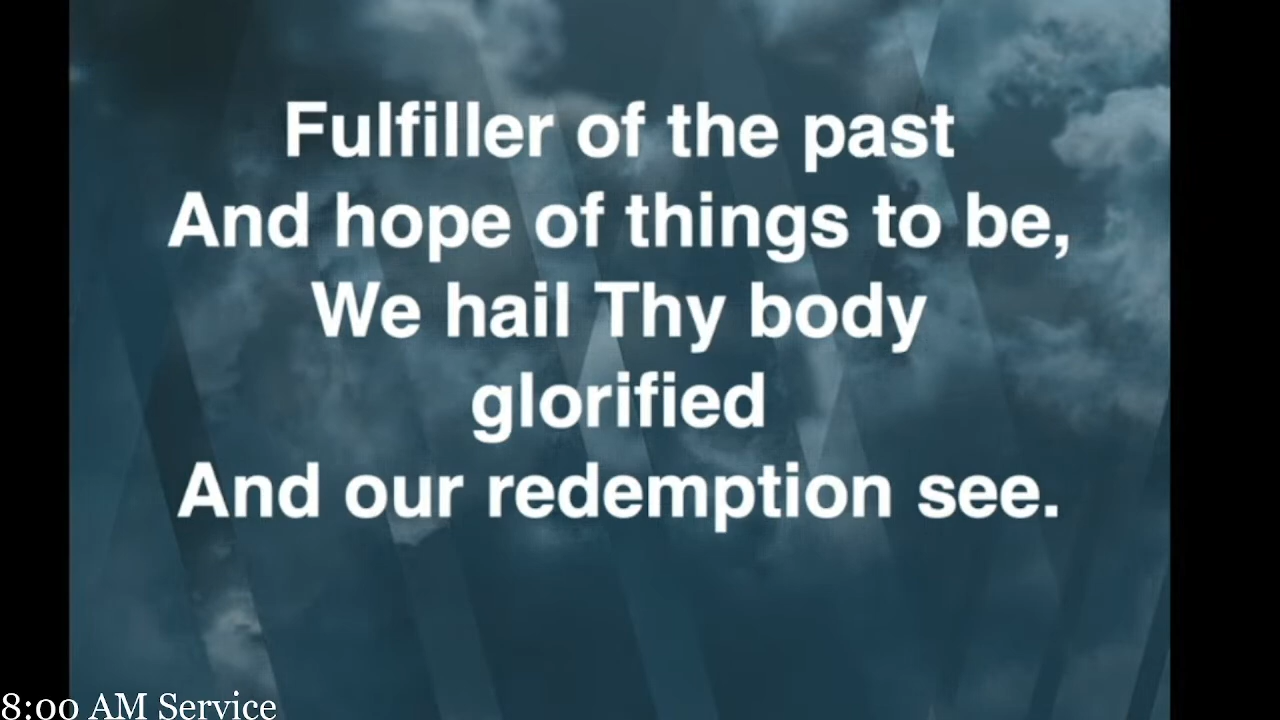 Fulfiller of the past
And hope of things to be,
We hail Thy body
glorified
And our redemption see.
8:00 AM Service